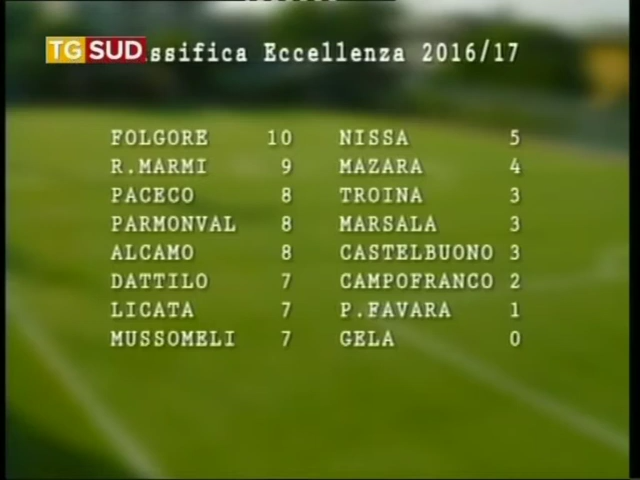 TG SUD assifica Eccellenza 2016/17
FOLGORE 10 NISSA 5
R.MARMI 9 MAZARA 4
PACECO 8 TROINA 3
PARMONVAL 8 MARSALA 3
ALCAMO 8 CASTELBUONO 3
DATTILO 7 CAMPOFRANCO 2
LICATA 7 P.FAVARA 1
MUSSOMELI 7 GELA 0